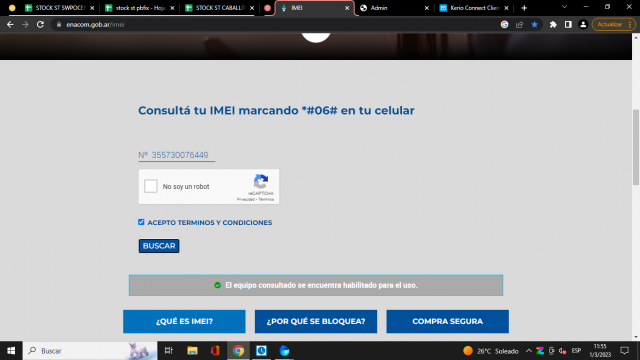 STOCK ST SWPOCH
stock st pbfix - Hoja
STOCK ST CABALLIT
IMEI
Admin
Kerio Connect Client
enacom.gob.ar/imei
Actualizar
Consultá tu IMEI marcando *#06# en tu celular
Nº 355730076449
No soy un robot
reCAPTCHA
Privacidad - Términos
ACEPTO TERMINOS Y CONDICIONES
BUSCAR
El equipo consultado se encuentra habilitado para el uso.
¿QUÉ ES IMEI?
¿POR QUÉ SE BLOQUEA?
COMPRA SEGURA
Buscar
26°C Soleado
ESP
11:55
1/3/2023